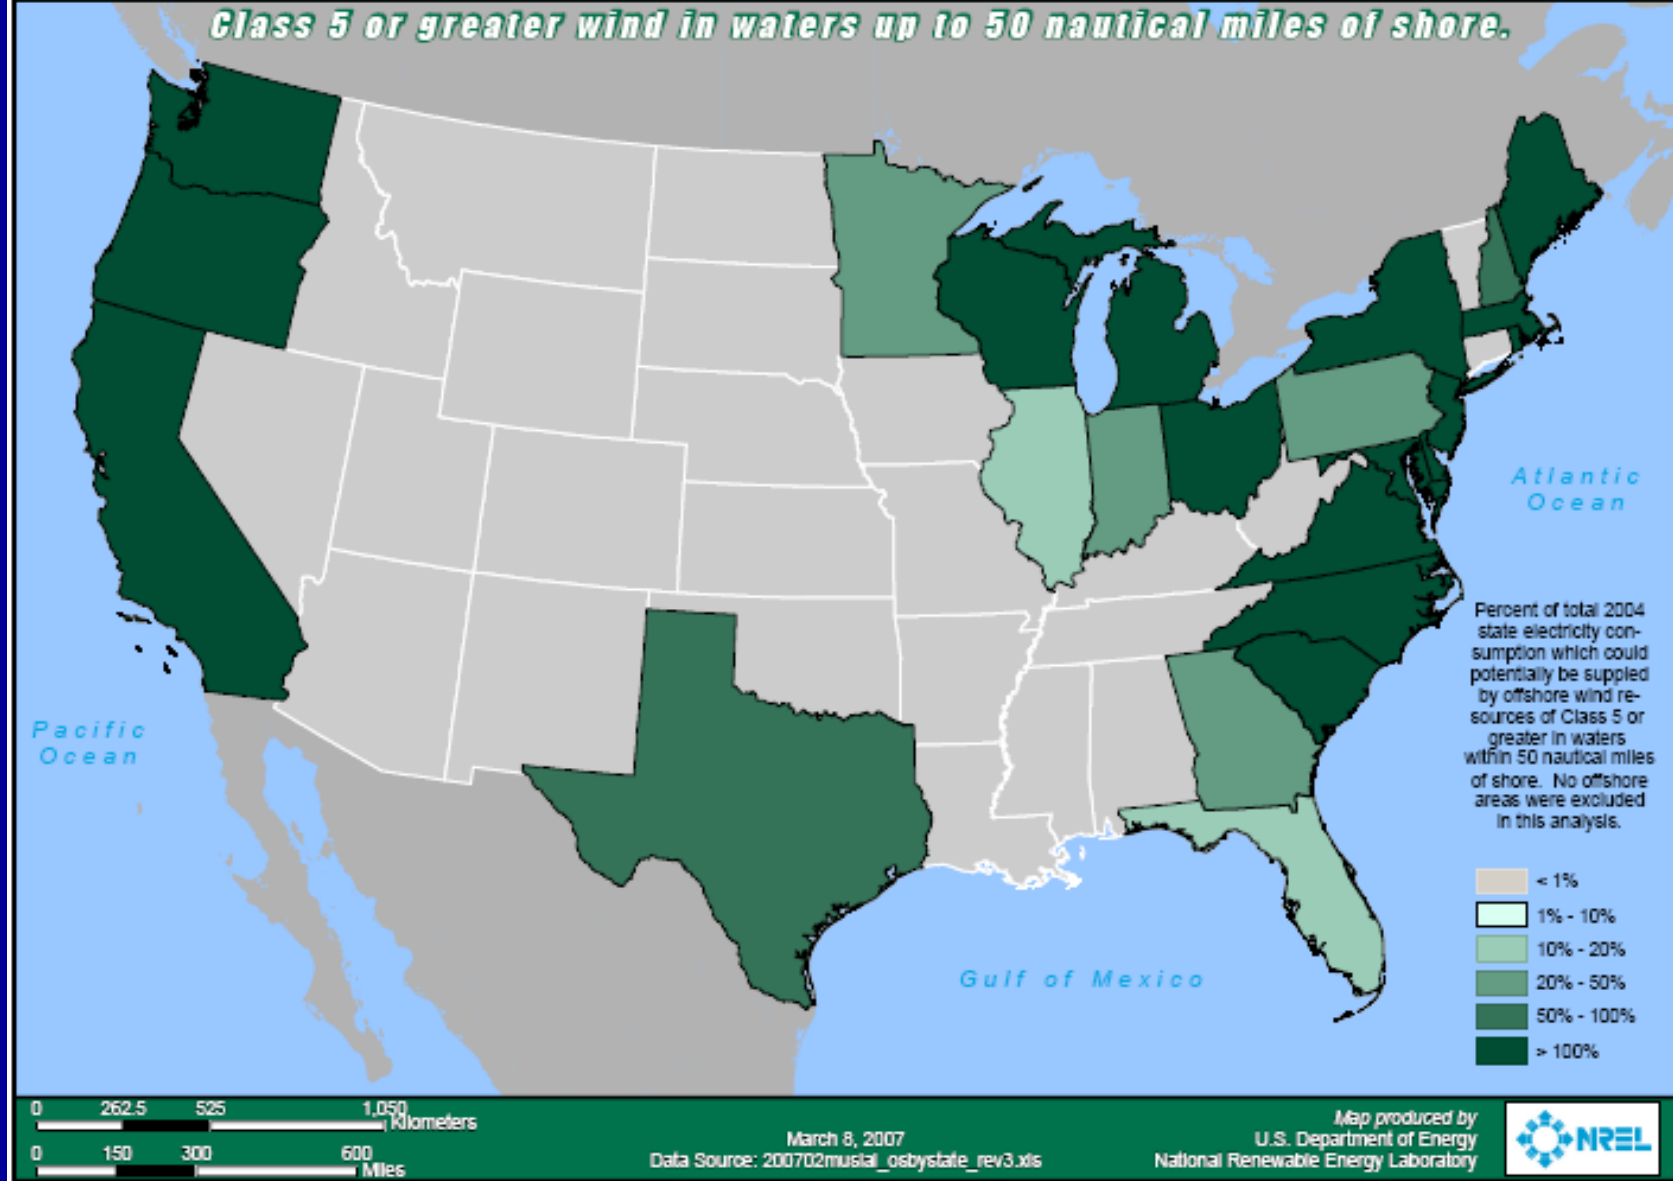 Class 5 or greater wind in waters up to 50 nautical miles of shore.
Atlantic
Ocean
Pacific
Ocean
Gulf of Mexico
Percent of total 2004
state electricity con-
sumption which could
potentially be suppled
by offshore wind re-
sources of Class 5 or
greater in waters
within 50 nautical miles
of shore. No offshore
areas were excluded
in this analysis.
< 1%
1% - 10%
10% - 20%
20% - 50%
50% - 100%
> 100%
0 262.5 525 1,050
Kilometers
0 150 300 600
Miles
March 8, 2007
Data Source: 200702musial_osbystate_rev3.xls
Map produced by
U.S. Department of Energy
National Renewable Energy Laboratory
NREL